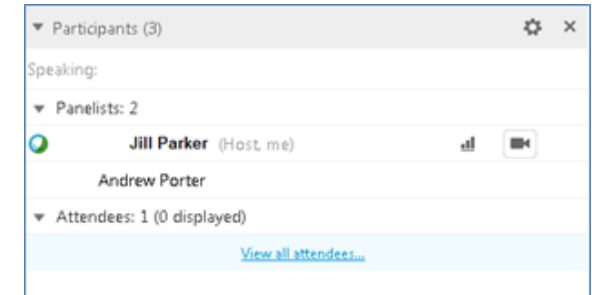 Participants (3)
Speaking:
Panelists: 2
Jill Parker (Host, me)
Andrew Porter
Attendees: 1 (0 displayed)
View all attendees...